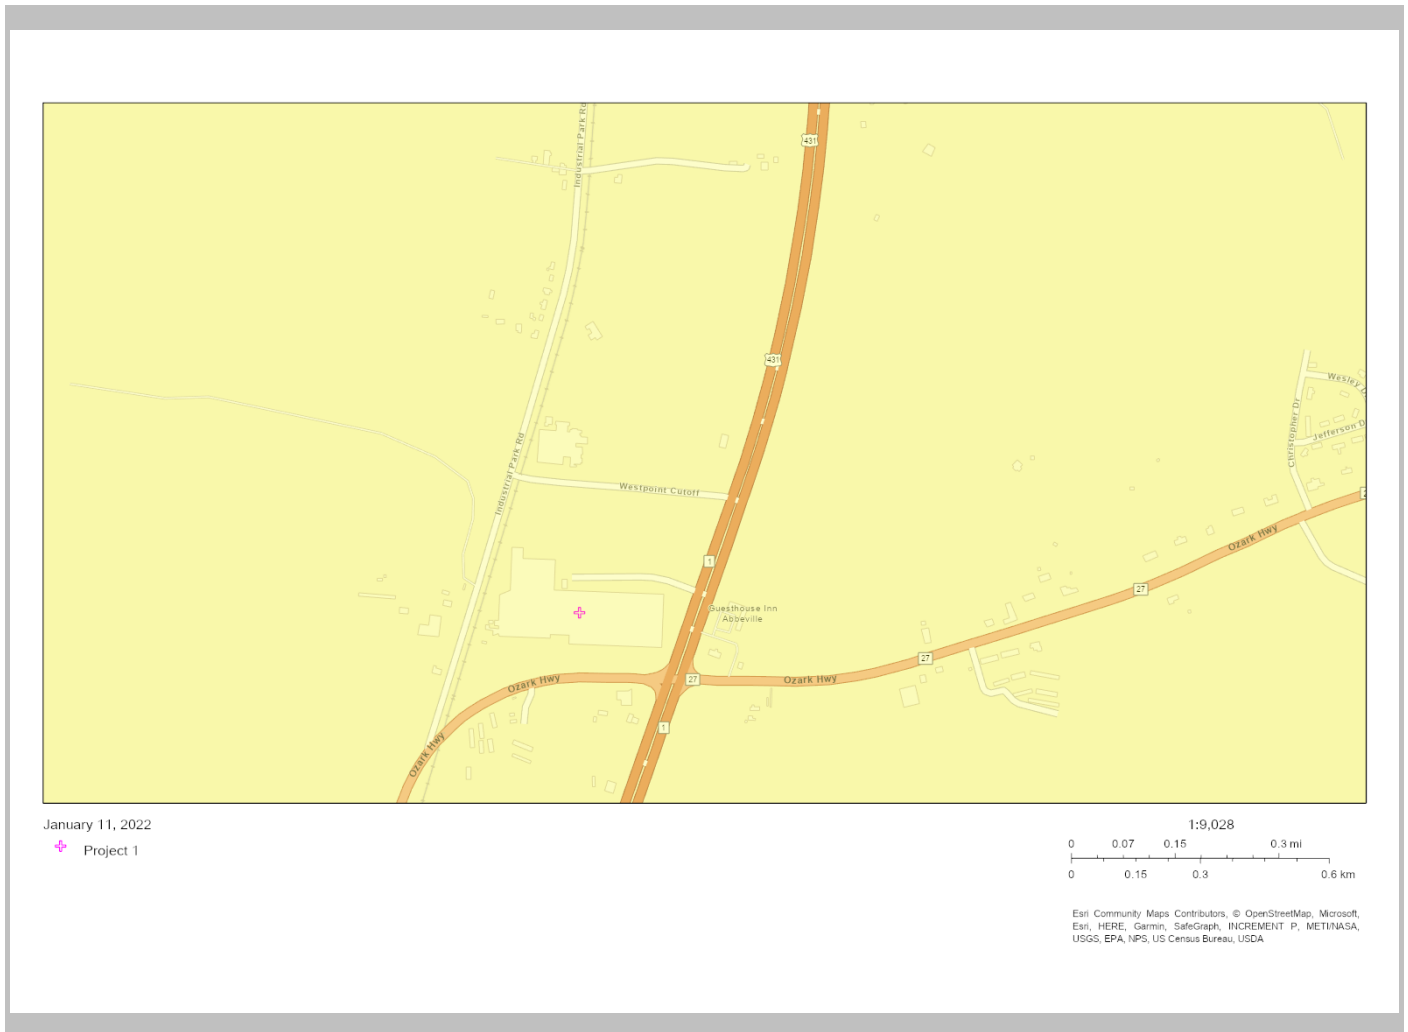 Industrial Park Rd
431
431
Wesley D
Christopher Dr
Jefferson D
Industrial Park Rd
Westpoint Cutoff
2
Ozark Hwy
1
27
Guesthouse Inn
Abbeville
27
Ozark Hwy
27
Ozark Hwy
1
Ozark Hwy
January 11, 2022
Project 1
1:9,028
0 0.07 0.15 0.3 mi
0 0.15 0.3 0.6 km
Esri Community Maps Contributors, © OpenStreetMap, Microsoft,
Esri, HERE, Garmin, SafeGraph, INCREMENT P, METI/NASA,
USGS, EPA, NPS, US Census Bureau, USDA